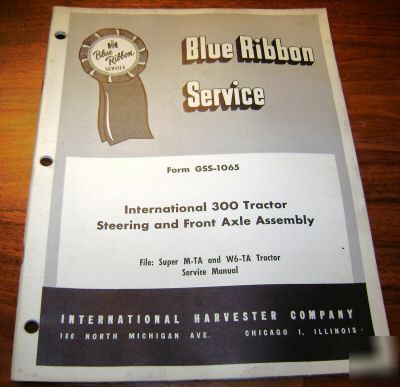 IH
Blue
Ribbon
SERVICE
Blue Ribbon
Service
Form GSS-1065
International 300 Tractor
Steering and Front Axle Assembly
File: Super M-TA and W6-TA Tractor
Service Manual
INTERNATIONAL HARVESTER COMPANY
180 NORTH MICHIGAN AVE. CHICAGO 1, ILLINOIS